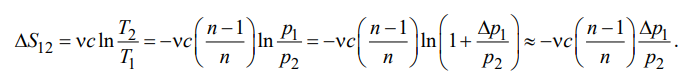 ΔS₁₂ = νc ln T₂/T₁ = −νc((n−1)/n) ln p₁/p₂ = −νc((n−1)/n) ln(1 + Δp₁/p₂) ≈ −νc((n−1)/n) Δp₁/p₂ .